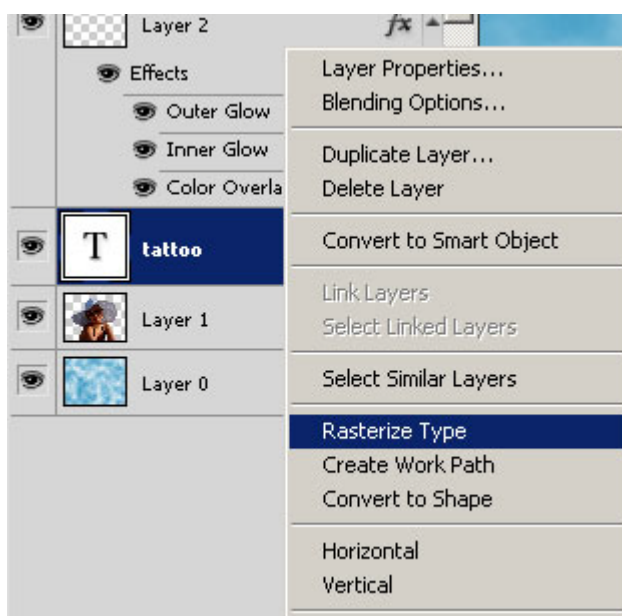 Layer 2
fx
Effects
Outer Glow
Inner Glow
Color Overla
T
tattoo
Layer 1
Layer 0
Layer Properties...
Blending Options...
Duplicate Layer...
Delete Layer
Convert to Smart Object
Link Layers
Select Linked Layers
Select Similar Layers
Rasterize Type
Create Work Path
Convert to Shape
Horizontal
Vertical